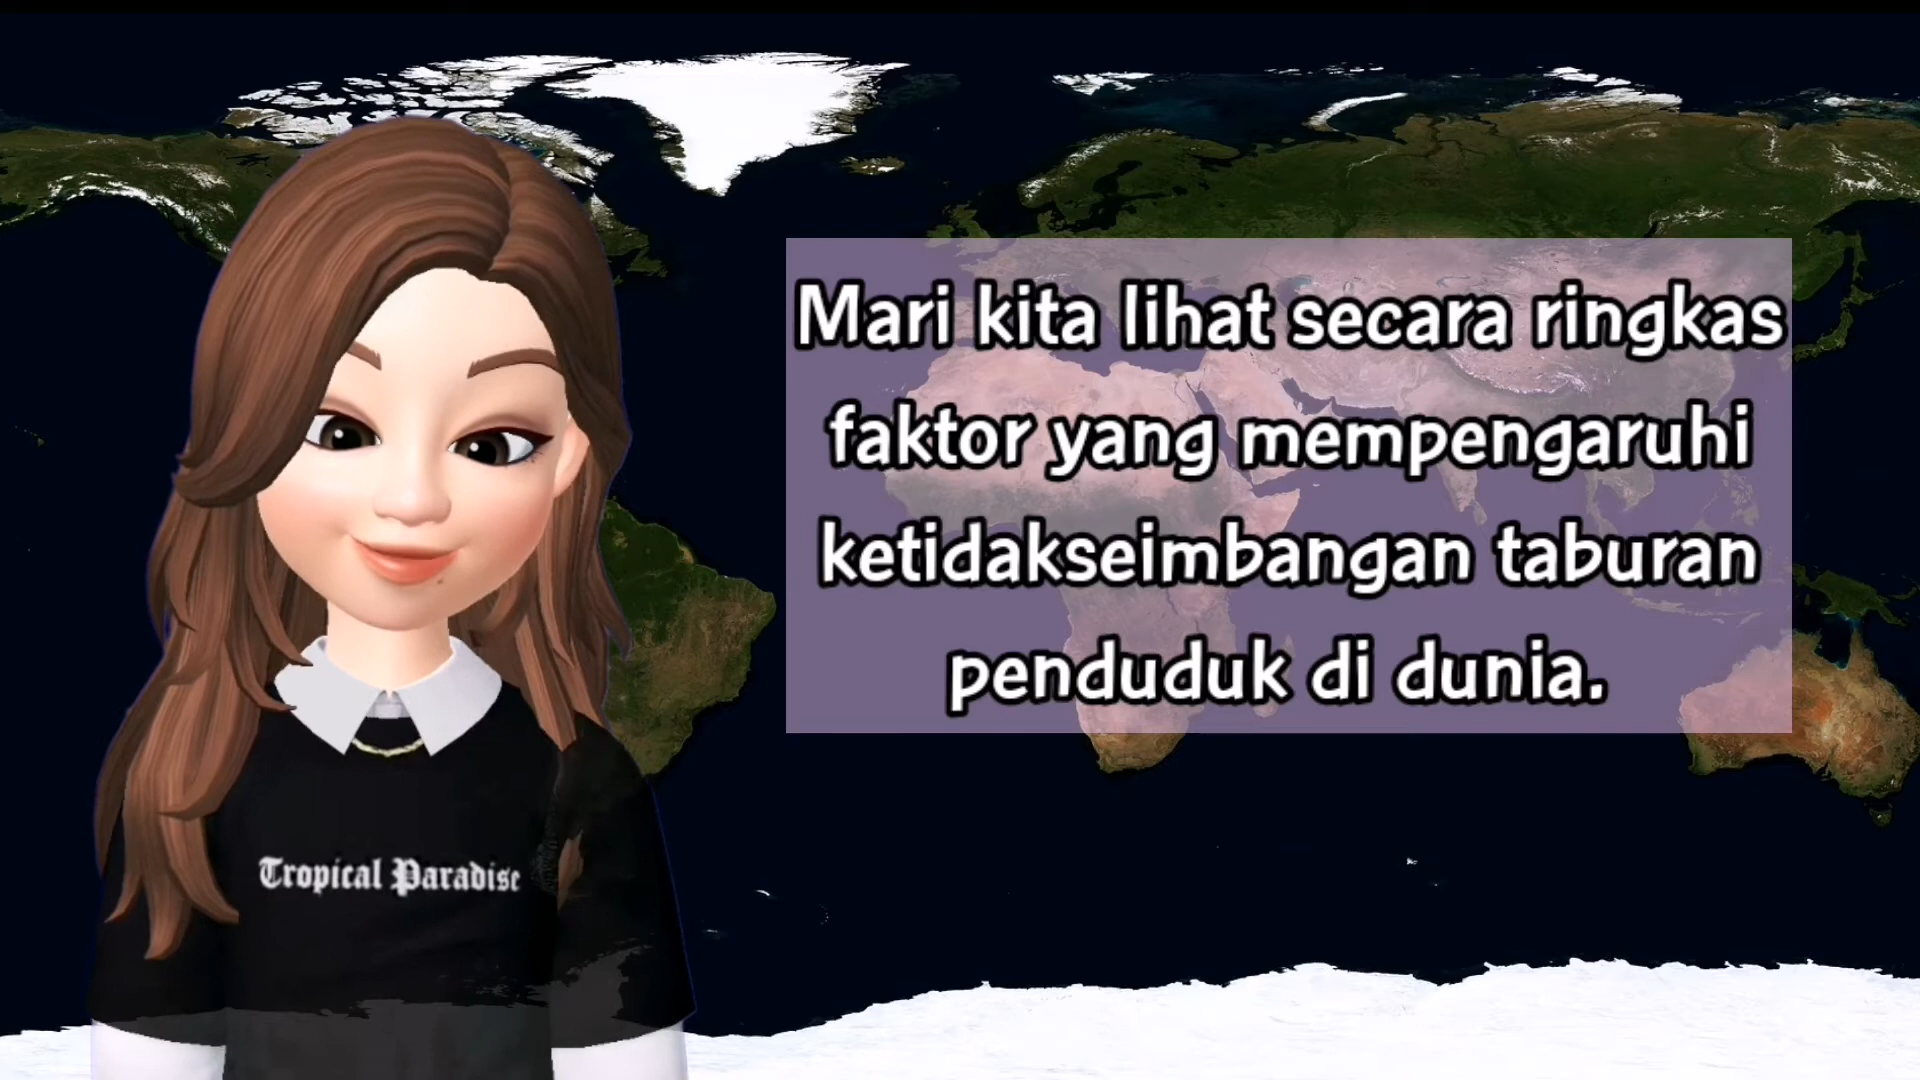 Mari kita lihat secara ringkas
faktor yang mempengaruhi
ketidakseimbangan taburan
penduduk di dunia.
Tropical Paradise